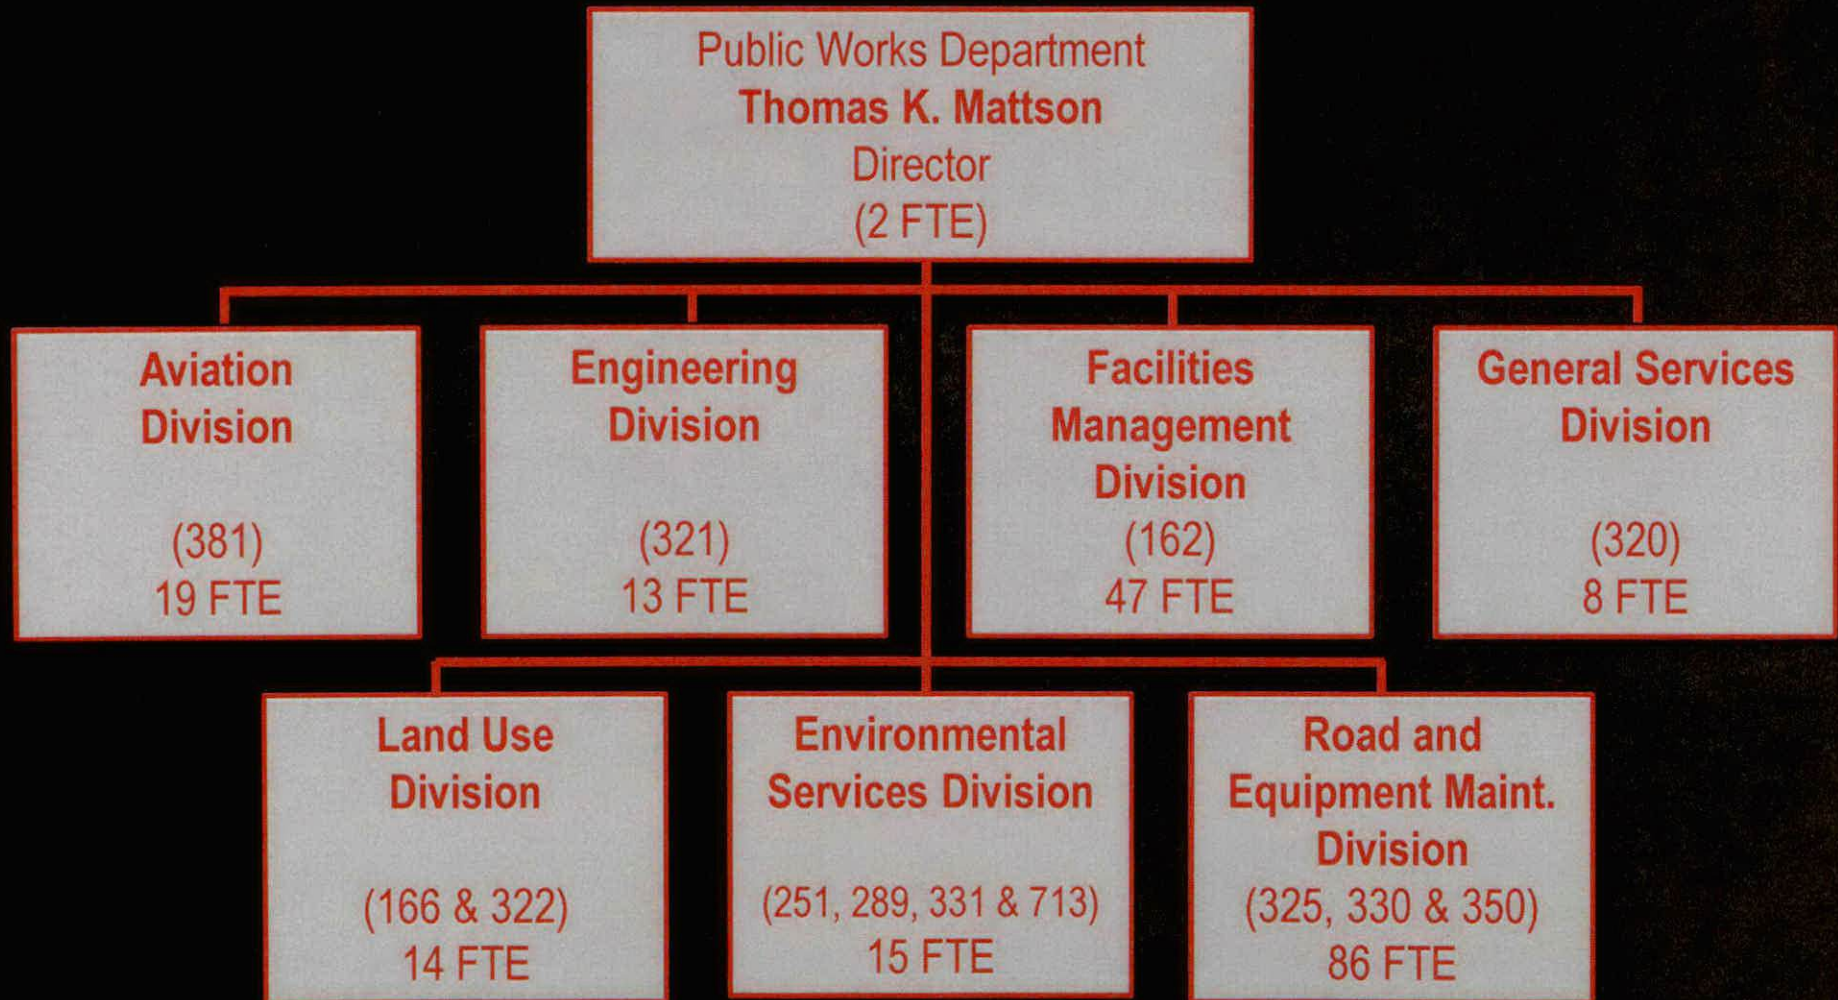 Public Works Department
Thomas K. Mattson
Director
(2 FTE)
Aviation
Division
(381)
19 FTE
Engineering
Division
(321)
13 FTE
Facilities
Management
Division
(162)
47 FTE
General Services
Division
(320)
8 FTE
Land Use
Division
(166 & 322)
14 FTE
Environmental
Services Division
(251, 289, 331 & 713)
15 FTE
Road and
Equipment Maint.
Division
(325, 330 & 350)
86 FTE